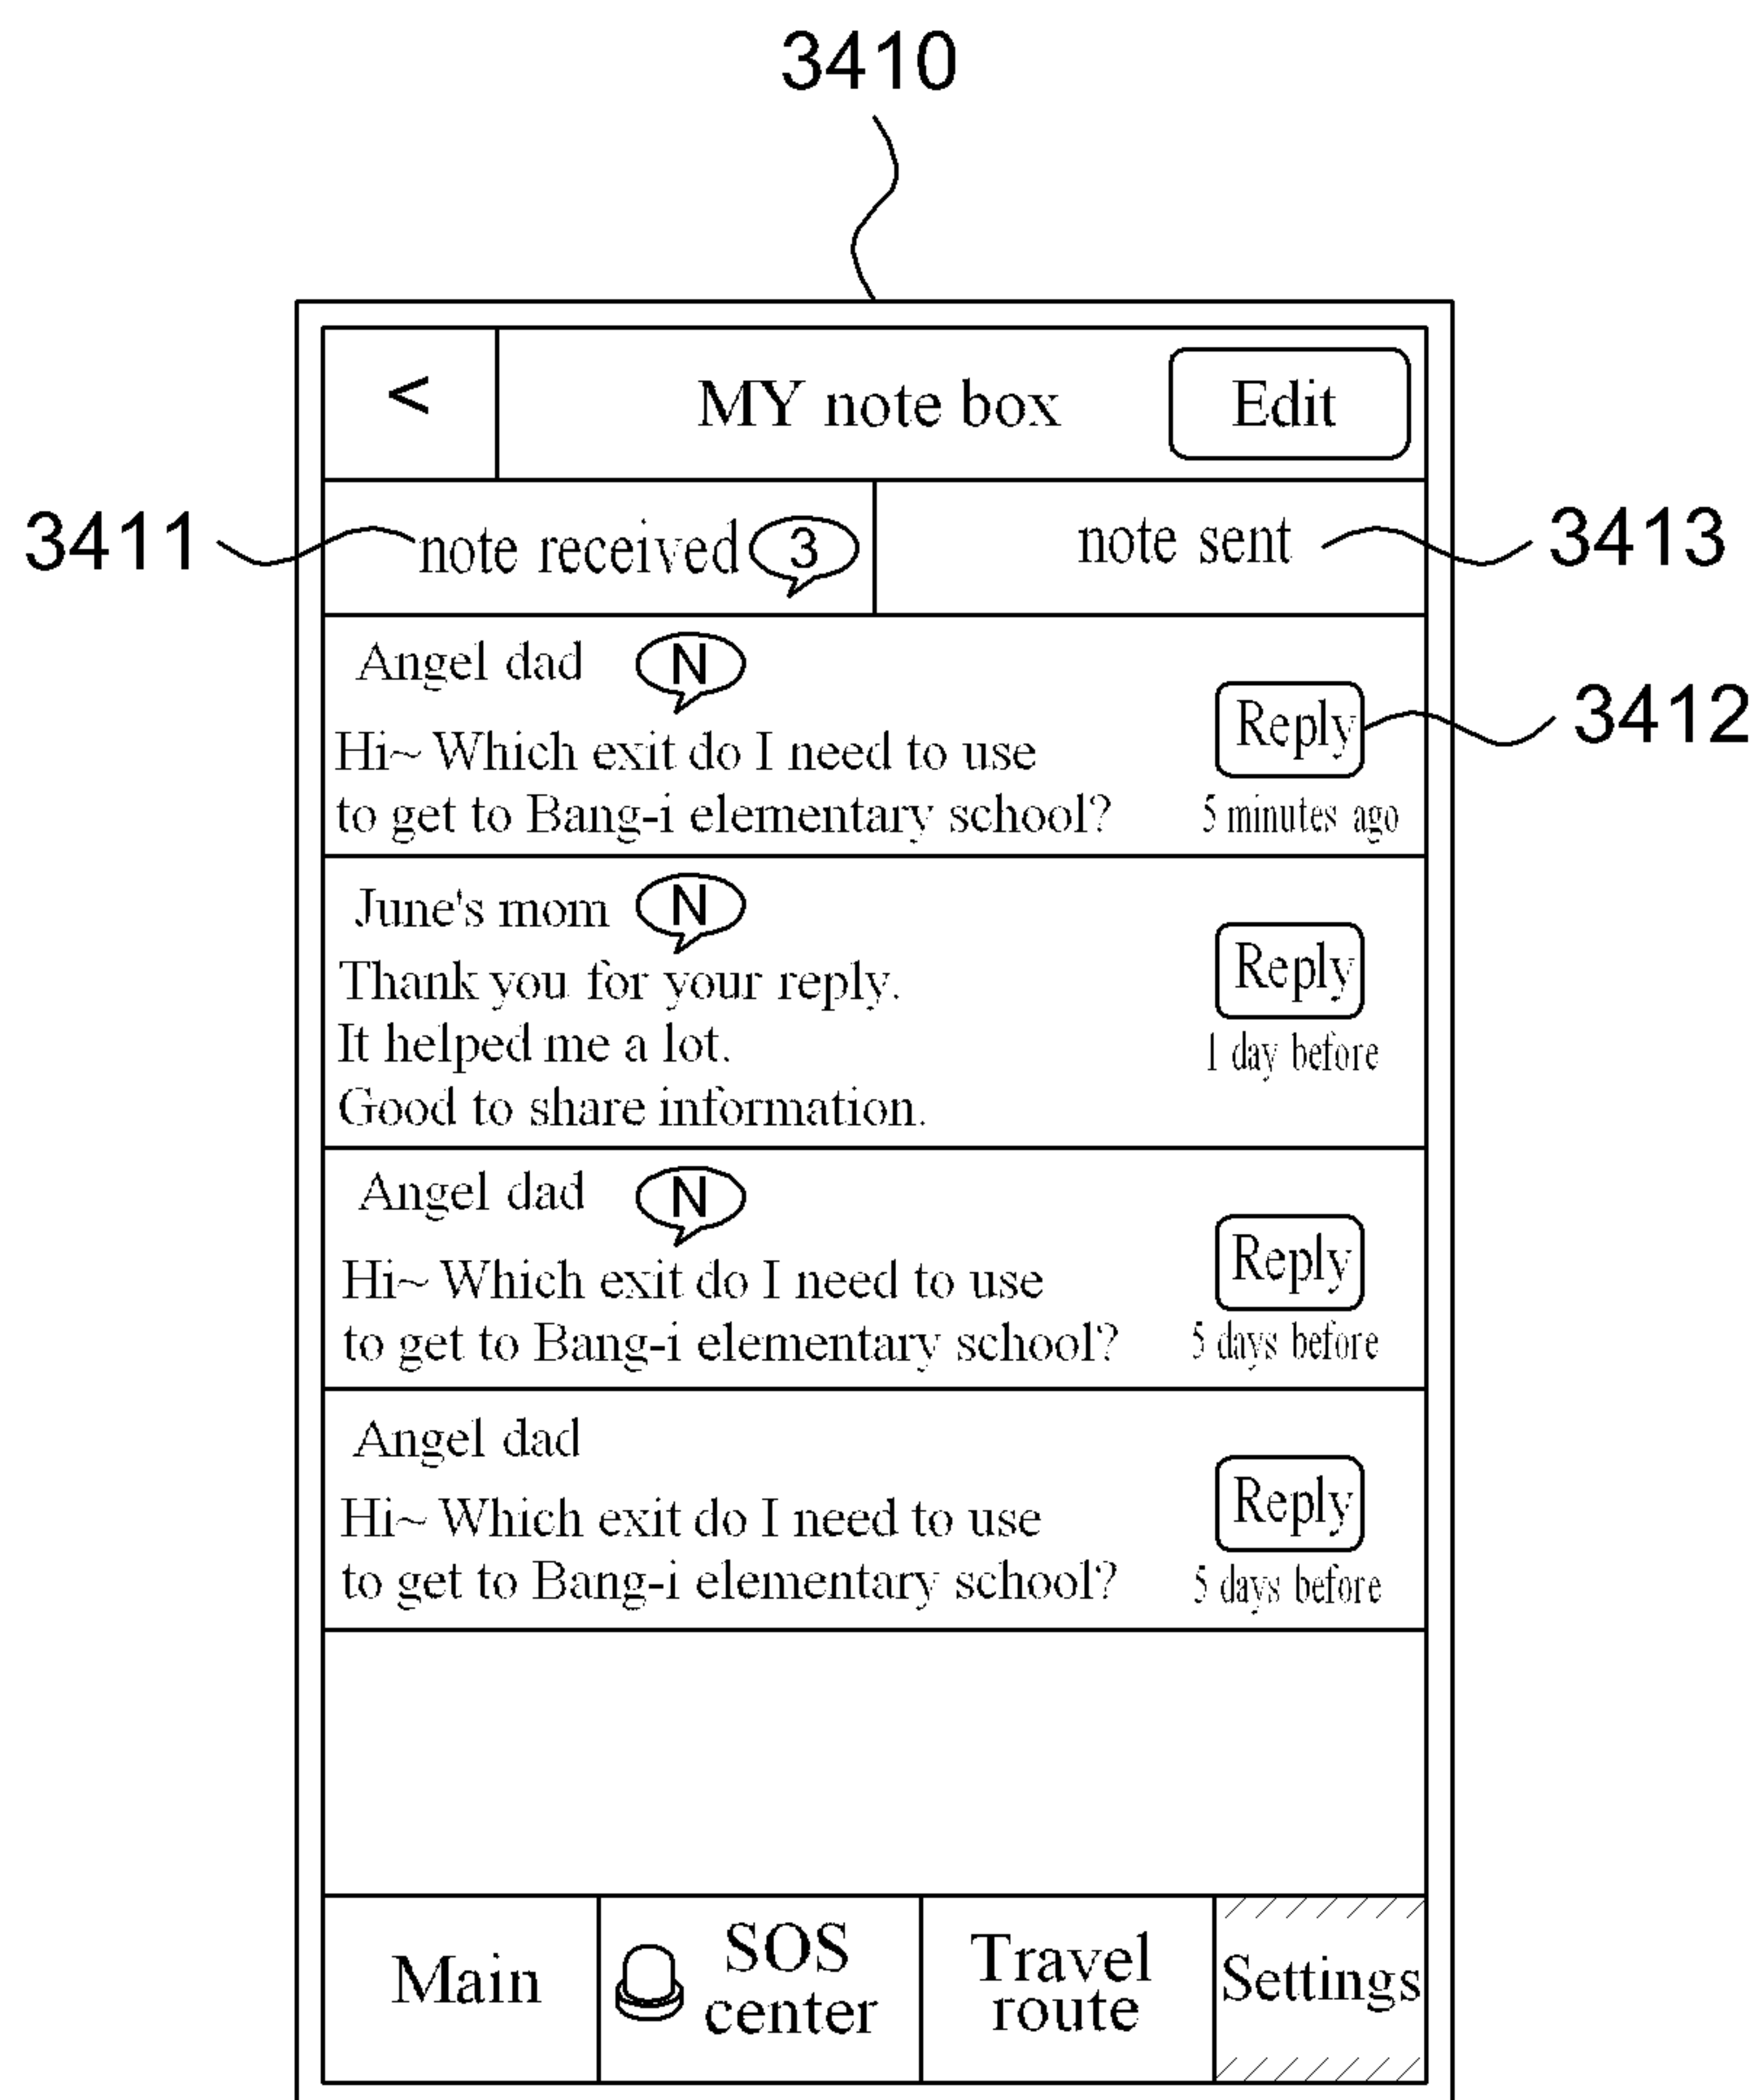 3410
< MY note box Edit
3411 note received 3 note sent 3413
Angel dad N
Reply 3412
Hi~ Which exit do I need to use
to get to Bang-i elementary school? 5 minutes ago
June's mom N
Reply
Thank you for your reply.
It helped me a lot. 1 day before
Good to share information.
Angel dad N
Reply
Hi~ Which exit do I need to use
to get to Bang-i elementary school? 5 days before
Angel dad
Reply
Hi~ Which exit do I need to use
to get to Bang-i elementary school? 5 days before
Main
SOS
center
Travel
route
Settings